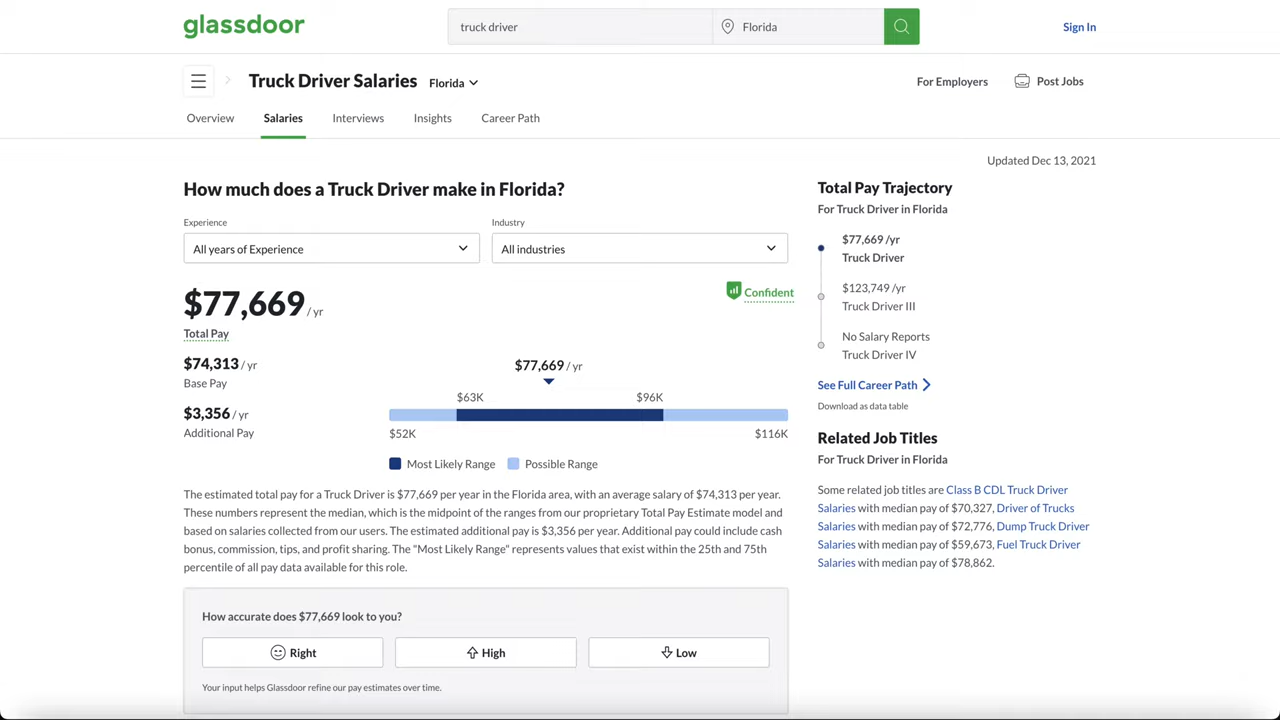 glassdoor
truck driver
Florida
Sign In
Truck Driver Salaries
Florida
For Employers
Post Jobs
Overview
Salaries
Interviews
Insights
Career Path
Updated Dec 13, 2021
How much does a Truck Driver make in Florida?
Experience
Industry
All years of Experience
All industries
$77,669 / yr
Confident
Total Pay
$74,313 / yr
Base Pay
$3,356 / yr
Additional Pay
$77,669 / yr
$63K
$96K
$52K
$116K
Most Likely Range
Possible Range
The estimated total pay for a Truck Driver is $77,669 per year in the Florida area, with an average salary of $74,313 per year.
These numbers represent the median, which is the midpoint of the ranges from our proprietary Total Pay Estimate model and
based on salaries collected from our users. The estimated additional pay is $3,356 per year. Additional pay could include cash
bonus, commission, tips, and profit sharing. The "Most Likely Range" represents values that exist within the 25th and 75th
percentile of all pay data available for this role.
How accurate does $77,669 look to you?
Right
High
Low
Your input helps Glassdoor refine our pay estimates over time.
Total Pay Trajectory
For Truck Driver in Florida
$77,669 /yr
Truck Driver
$123,749 /yr
Truck Driver III
No Salary Reports
Truck Driver IV
See Full Career Path
Download as data table
Related Job Titles
For Truck Driver in Florida
Some related job titles are Class B CDL Truck Driver
Salaries with median pay of $70,327, Driver of Trucks
Salaries with median pay of $72,776, Dump Truck Driver
Salaries with median pay of $59,673, Fuel Truck Driver
Salaries with median pay of $78,862.